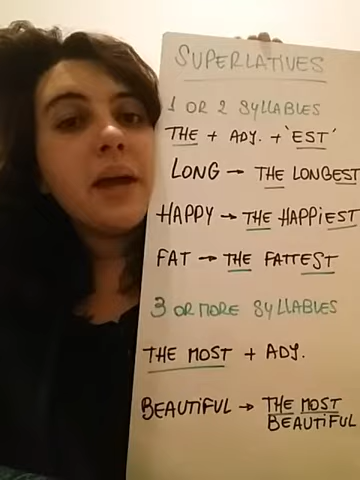 SUPERLATIVES
1 OR 2 SYLLABLES
THE + ADJ. + 'EST'
LONG → THE LONGEST
HAPPY → THE HAPPIEST
FAT → THE FATTEST
3 OR MORE SYLLABLES
THE MOST + ADJ.
BEAUTIFUL → THE MOST
BEAUTIFUL